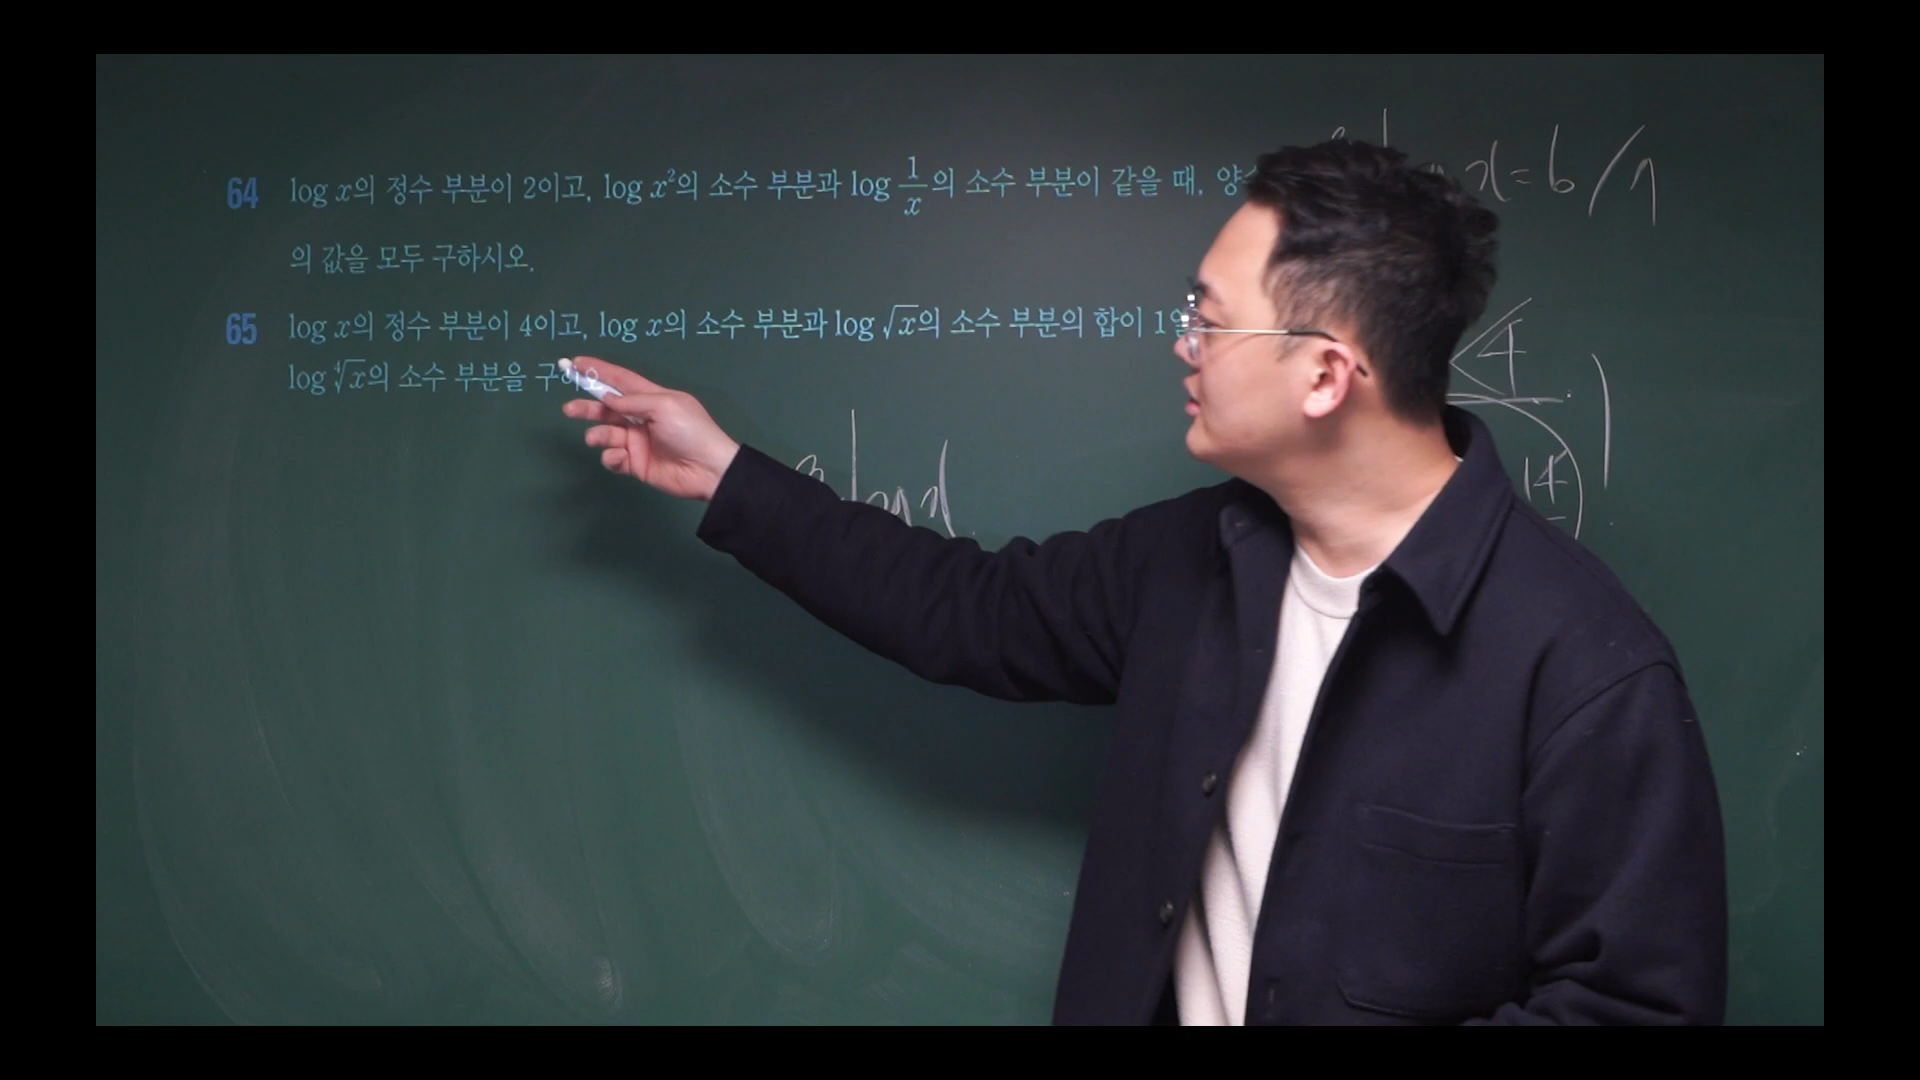 64 log x의 정수 부분이 2이고, log x²의 소수 부분과 log 1/x의 소수 부분이 같을 때,
의 값을 모두 구하시오.
65 log x의 정수 부분이 4이고, log x의 소수 부분과 log √x의 소수 부분의 합이 1일
log ∜x의 소수 부분을
x = 6 / 7
4
14
3 log x